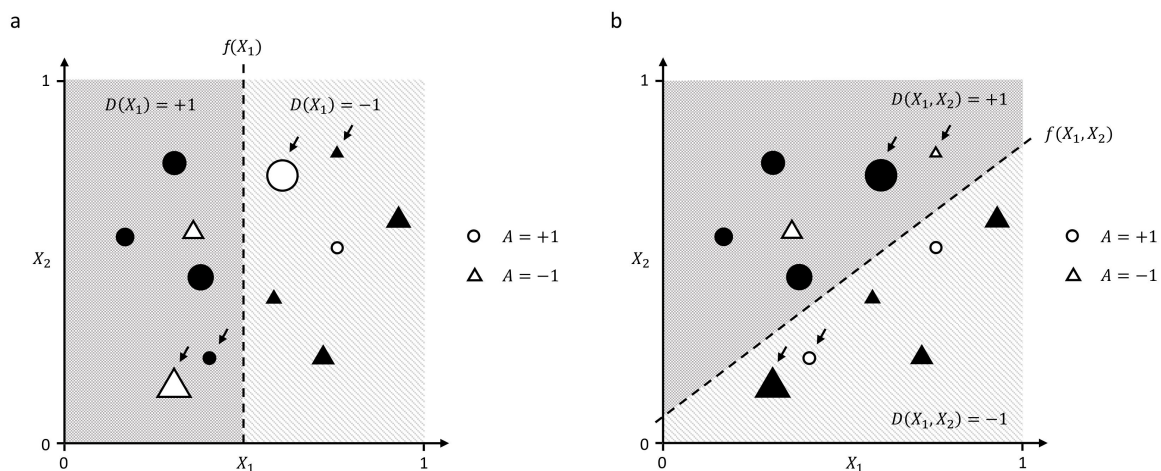 a
f(X₁)
1
D(X₁) = +1
D(X₁) = −1
X₂
0
0
X₁
1
A = +1
A = −1
b
1
D(X₁, X₂) = +1
f(X₁, X₂)
X₂
D(X₁, X₂) = −1
0
0
X₁
1
A = +1
A = −1